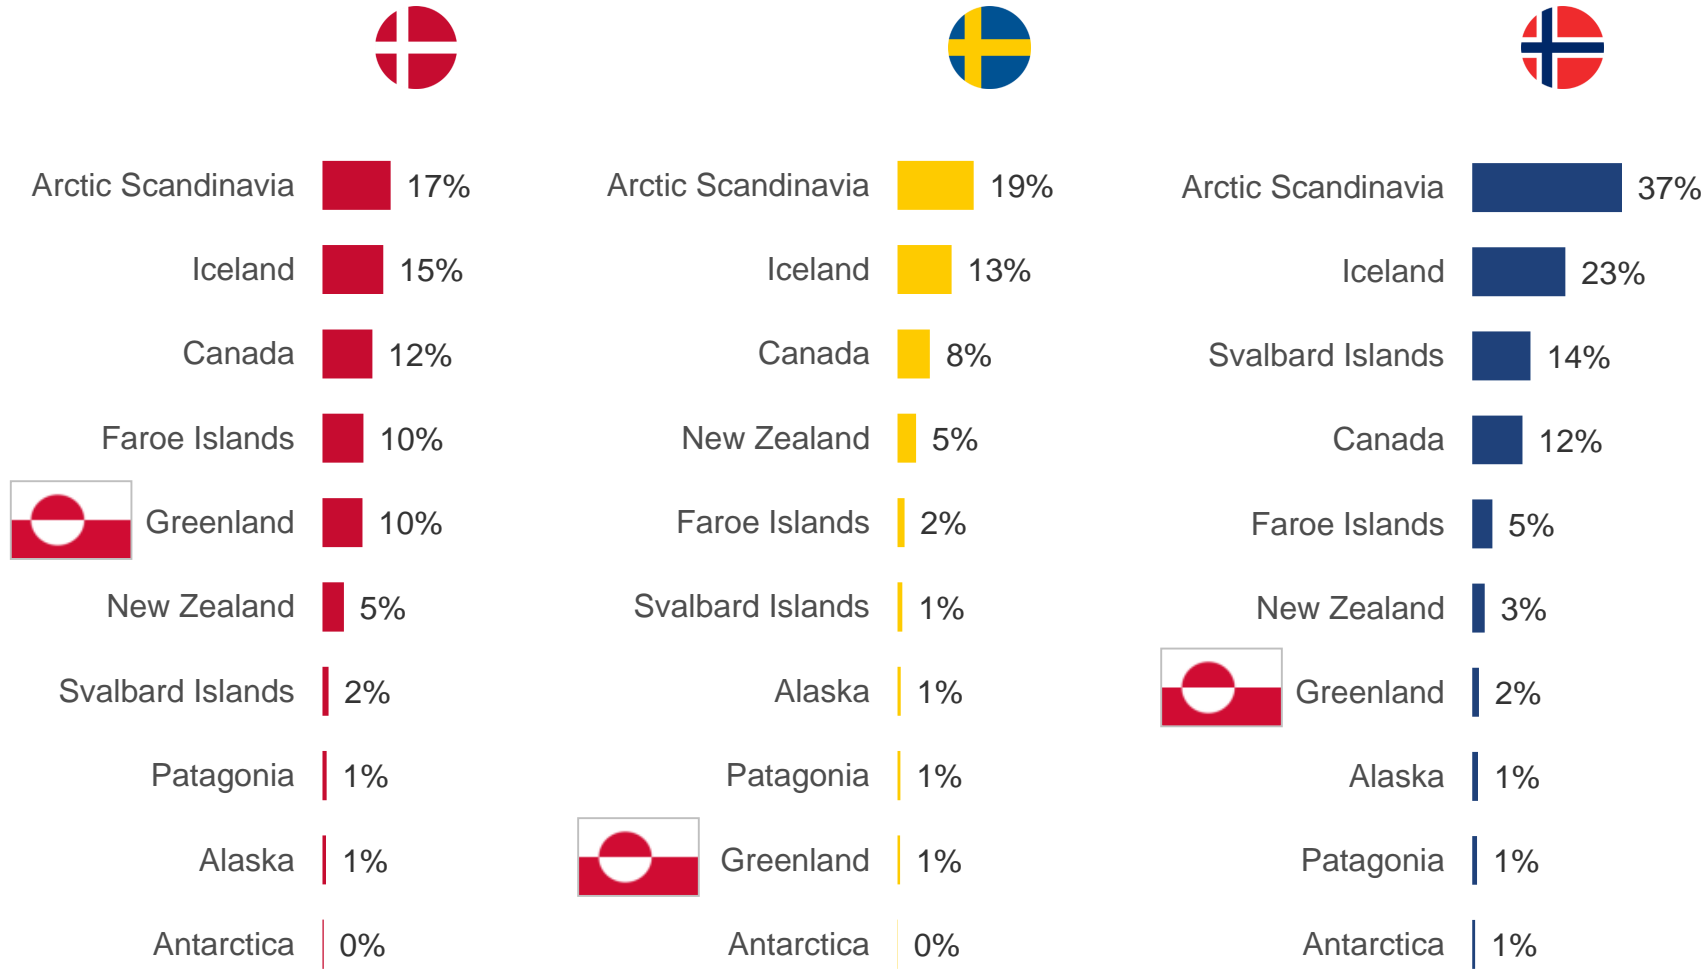 Arctic Scandinavia 17%
Iceland 15%
Canada 12%
Faroe Islands 10%
Greenland 10%
New Zealand 5%
Svalbard Islands 2%
Patagonia 1%
Alaska 1%
Antarctica 0%
Arctic Scandinavia 19%
Iceland 13%
Canada 8%
New Zealand 5%
Faroe Islands 2%
Svalbard Islands 1%
Alaska 1%
Patagonia 1%
Greenland 1%
Antarctica 0%
Arctic Scandinavia 37%
Iceland 23%
Svalbard Islands 14%
Canada 12%
Faroe Islands 5%
New Zealand 3%
Greenland 2%
Alaska 1%
Patagonia 1%
Antarctica 1%